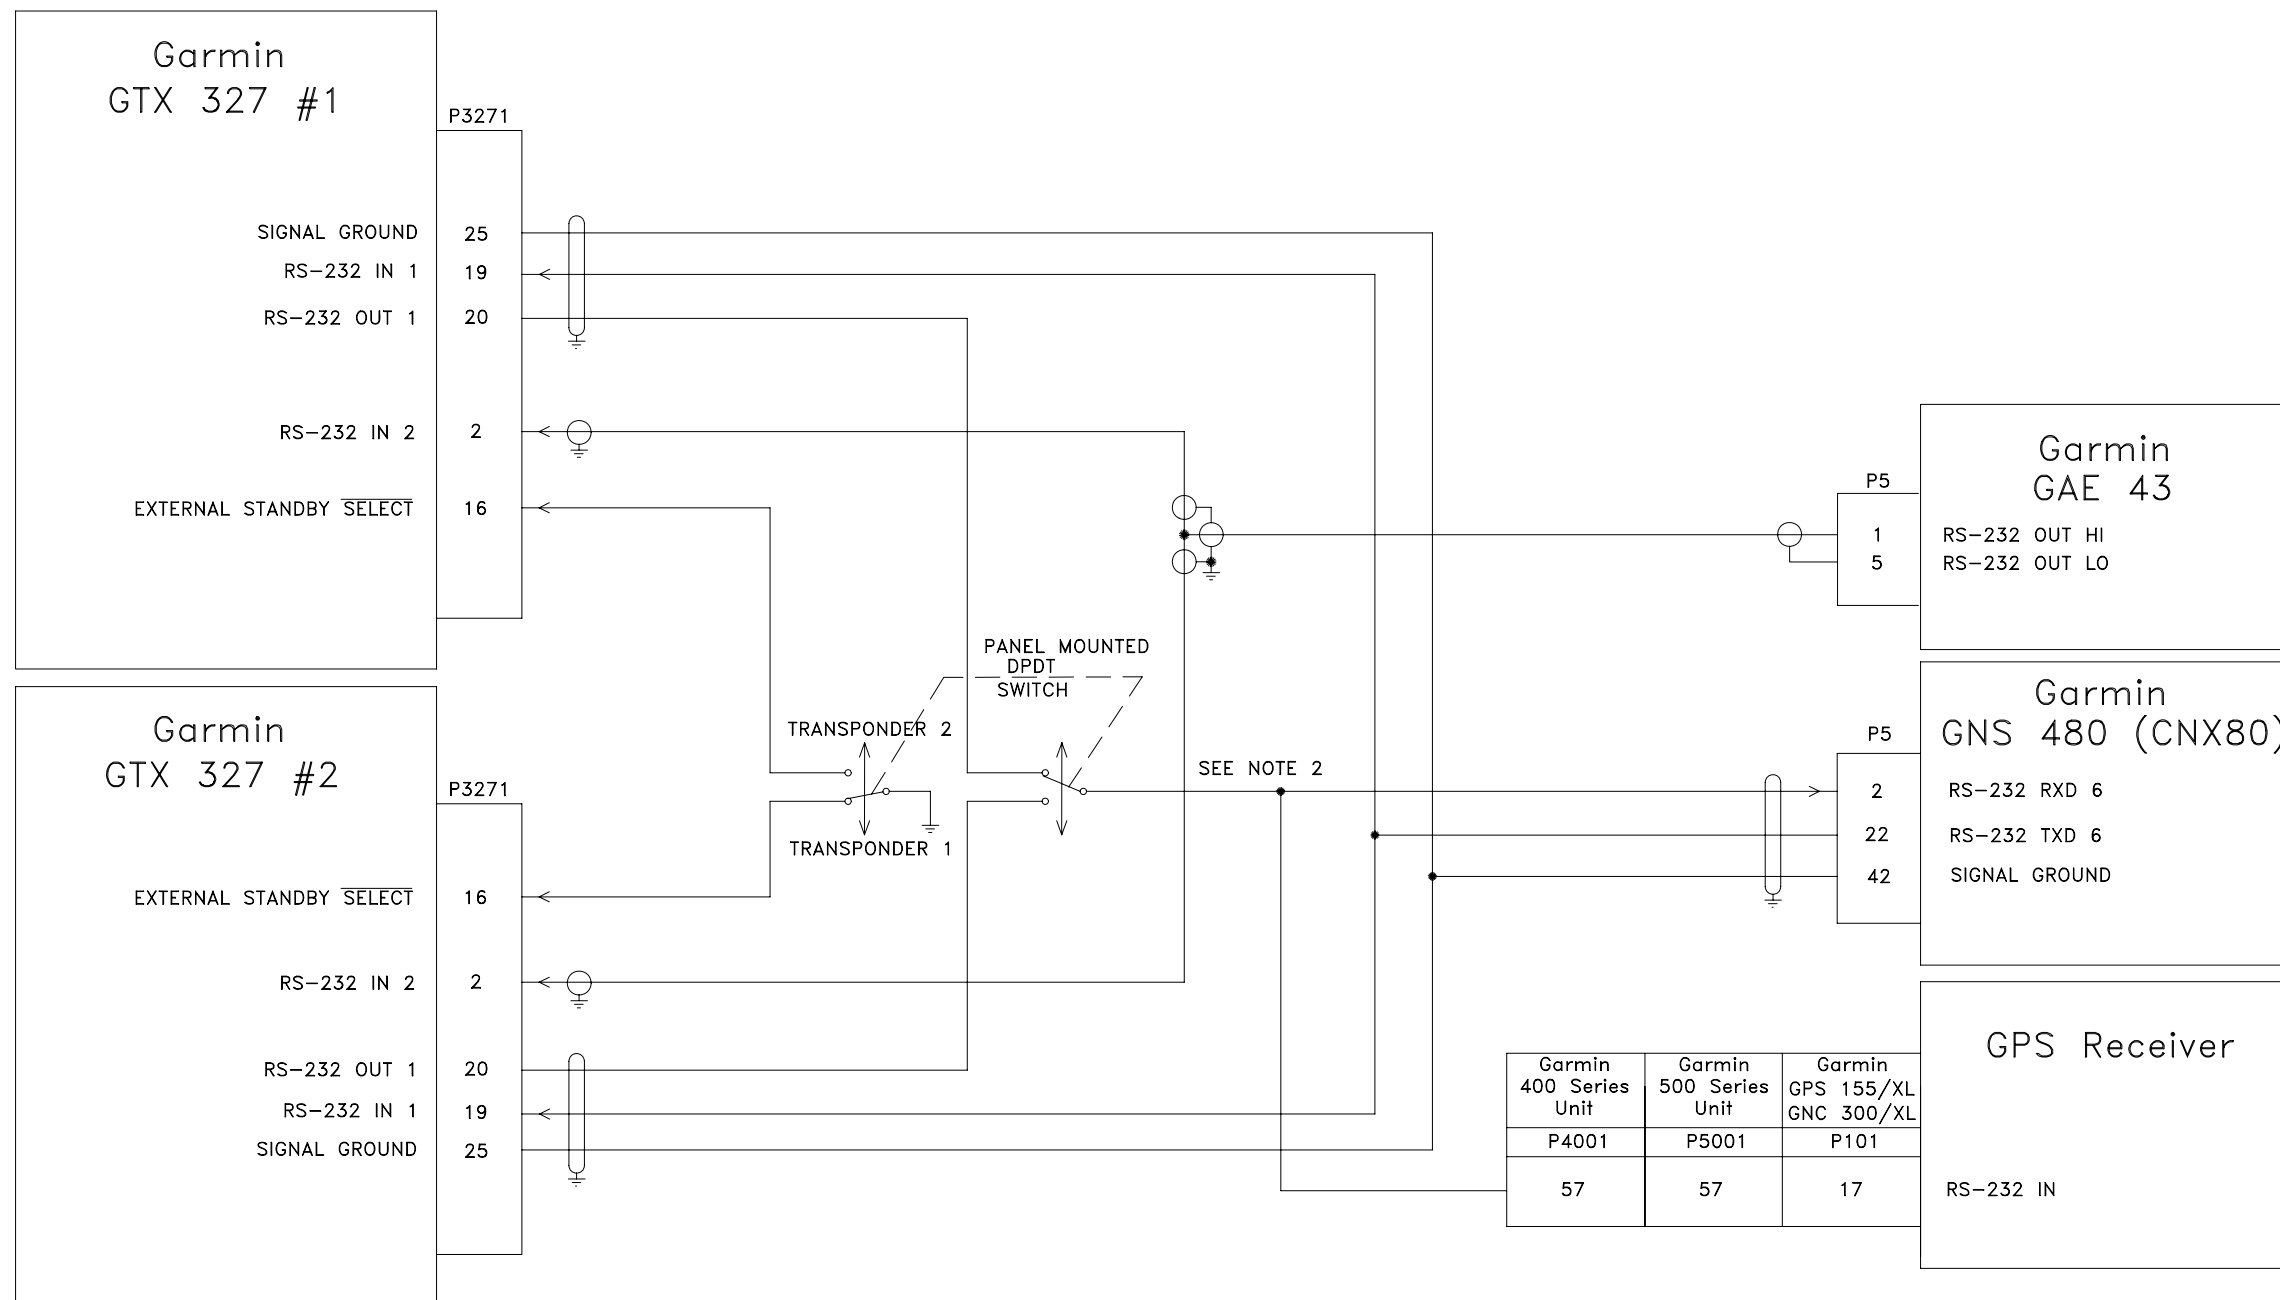 Garmin
GTX 327 #1
P3271
SIGNAL GROUND 25
RS-232 IN 1 19
RS-232 OUT 1 20
RS-232 IN 2 2
EXTERNAL STANDBY SELECT 16
Garmin
GAE 43
P5
1 RS-232 OUT HI
5 RS-232 OUT LO
PANEL MOUNTED
DPDT
SWITCH
TRANSPONDER 2
TRANSPONDER 1
SEE NOTE 2
Garmin
GNS 480 (CNX80)
P5
2 RS-232 RXD 6
22 RS-232 TXD 6
42 SIGNAL GROUND
Garmin
GTX 327 #2
P3271
EXTERNAL STANDBY SELECT 16
RS-232 IN 2 2
RS-232 OUT 1 20
RS-232 IN 1 19
SIGNAL GROUND 25
GPS Receiver
Garmin
400 Series
Unit
P4001
57
Garmin
500 Series
Unit
P5001
57
Garmin
GPS 155/XL
GNC 300/XL
P101
17
RS-232 IN